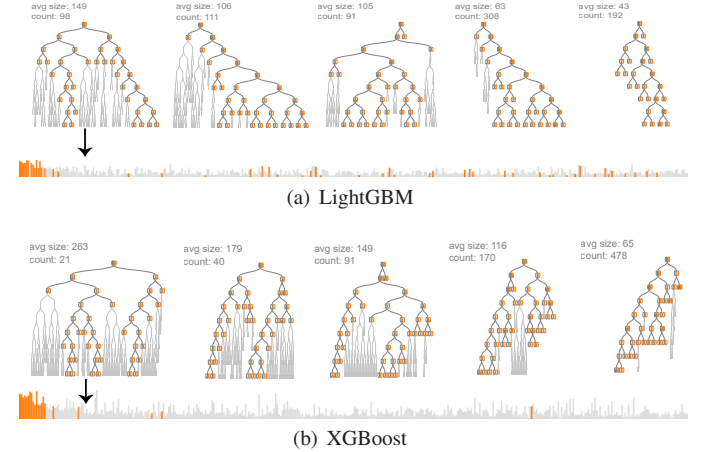 avg size: 149
count: 98
avg size: 106
count: 111
avg size: 105
count: 91
avg size: 63
count: 308
avg size: 43
count: 192
(a) LightGBM
avg size: 263
count: 21
avg size: 179
count: 40
avg size: 149
count: 91
avg size: 116
count: 170
avg size: 65
count: 478
(b) XGBoost